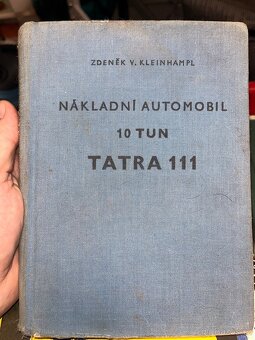 ZDENĚK V. KLEINHAMPL
NÁKLADNÍ AUTOMOBIL
10 TUN
TATRA 111